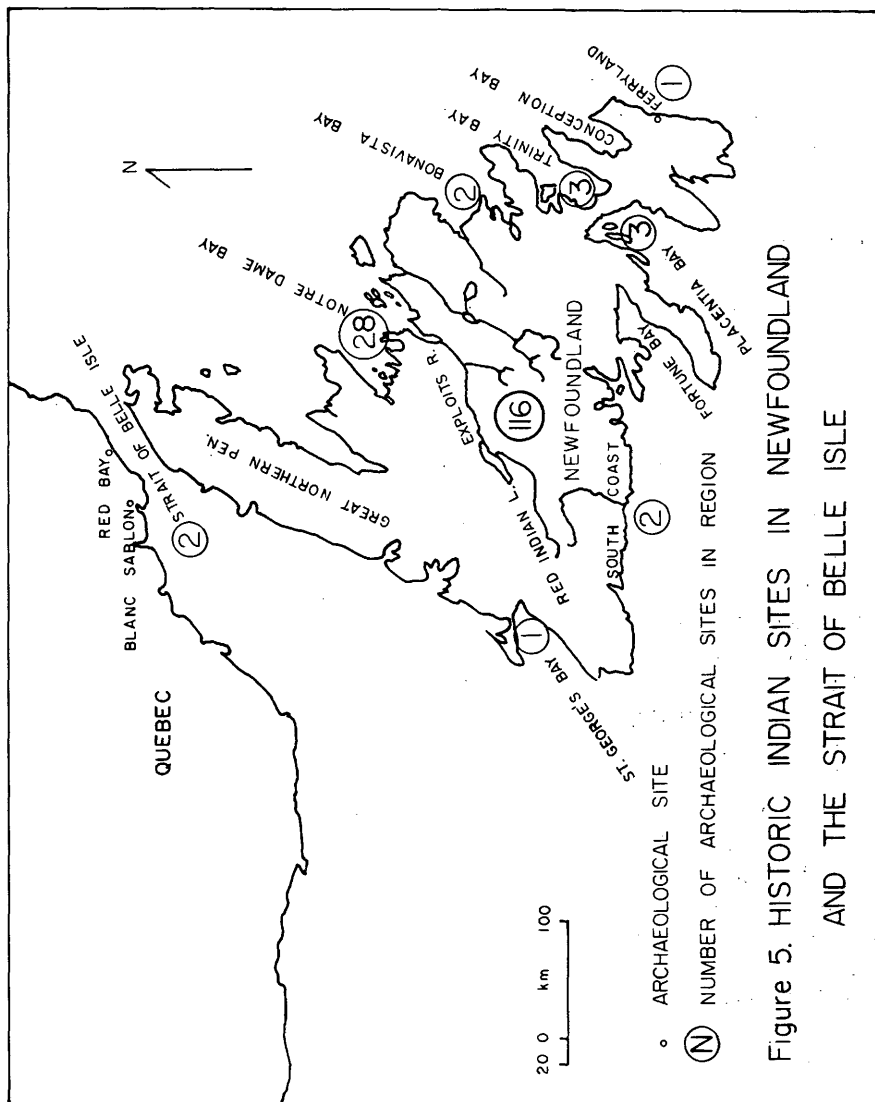 N
RED BAY
BLANC SABLON
STRAIT OF BELLE ISLE
2
QUEBEC
GREAT NORTHERN PEN.
NOTRE DAME BAY
28
BONAVISTA BAY
2
TRINITY BAY
3
CONCEPTION BAY
FERRYLAND
1
EXPLOITS R.
116
NEWFOUNDLAND
RED INDIAN L.
ST. GEORGE'S BAY
1
SOUTH COAST
2
FORTUNE BAY
PLACENTIA BAY
3
20 0 km 100
ARCHAEOLOGICAL SITE
N NUMBER OF ARCHAEOLOGICAL SITES IN REGION
Figure 5. HISTORIC INDIAN SITES IN NEWFOUNDLAND
AND THE STRAIT OF BELLE ISLE